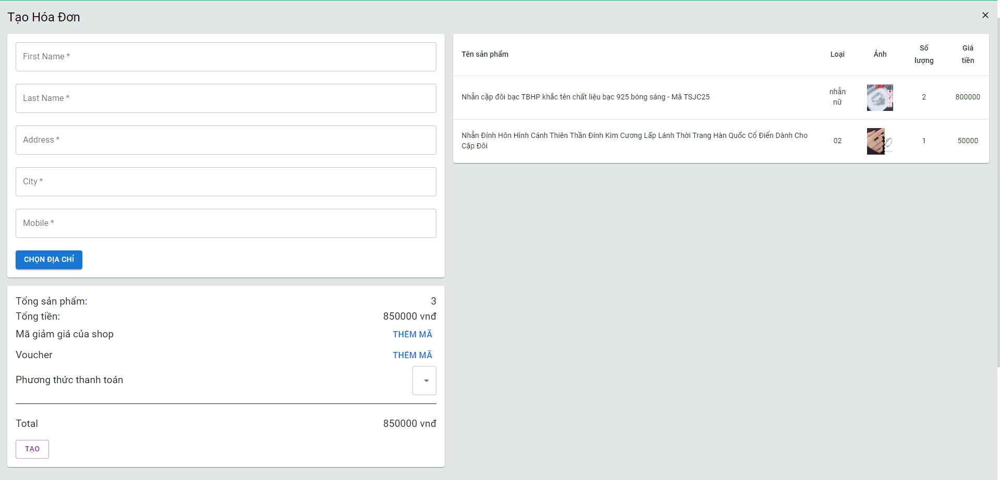 Tạo Hóa Đơn
First Name *
Last Name *
Address *
City *
Mobile *
CHỌN ĐỊA CHỈ
Tổng sản phẩm: 3
Tổng tiền: 850000 vnđ
Mã giảm giá của shop THÊM MÃ
Voucher THÊM MÃ
Phương thức thanh toán
Total 850000 vnđ
TẠO
Tên sản phẩm Loại Ảnh Số lượng Giá tiền
Nhẫn cặp đôi bạc TBHP khắc tên chất liệu bạc 925 bóng sáng - Mã TSJC25 nhẫn nữ 2 800000
Nhẫn Đính Hôn Hình Cánh Thiên Thần Đính Kim Cương Lấp Lánh Thời Trang Hàn Quốc Cổ Điển Dành Cho
Cặp Đôi 02 1 50000